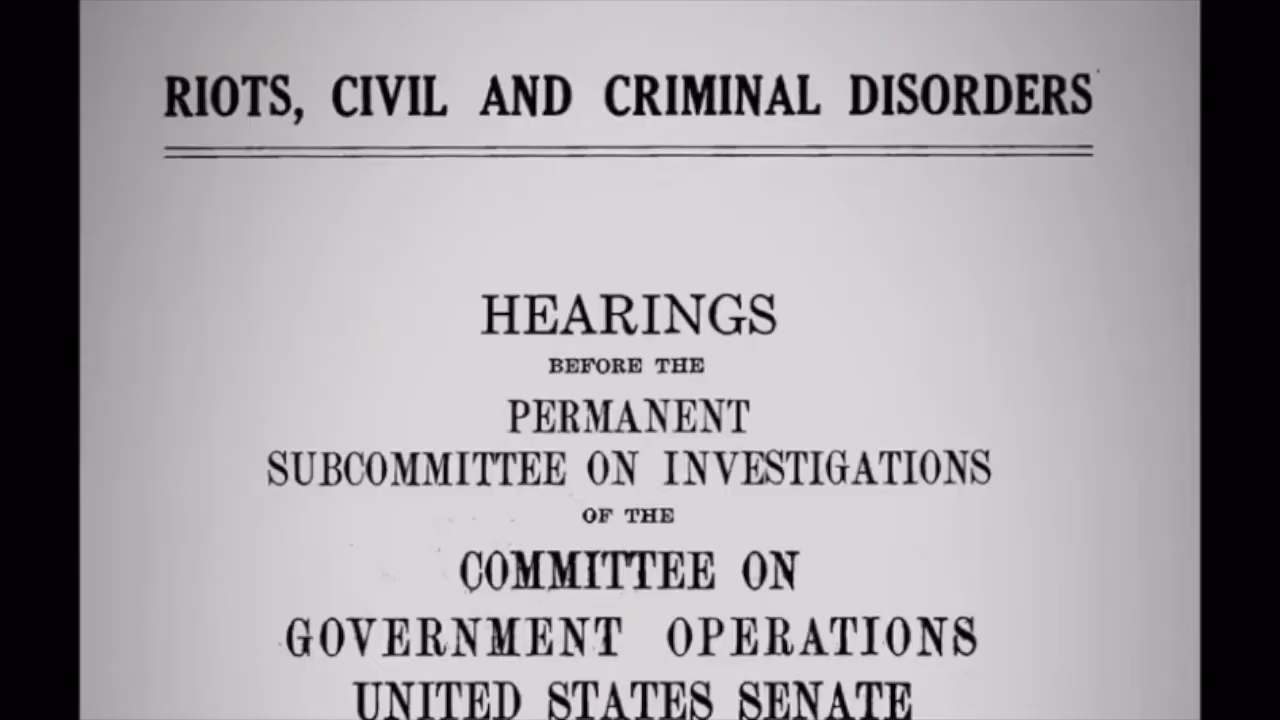 RIOTS, CIVIL AND CRIMINAL DISORDERS
HEARINGS
BEFORE THE
PERMANENT
SUBCOMMITTEE ON INVESTIGATIONS
OF THE
COMMITTEE ON
GOVERNMENT OPERATIONS
UNITED STATES SENATE